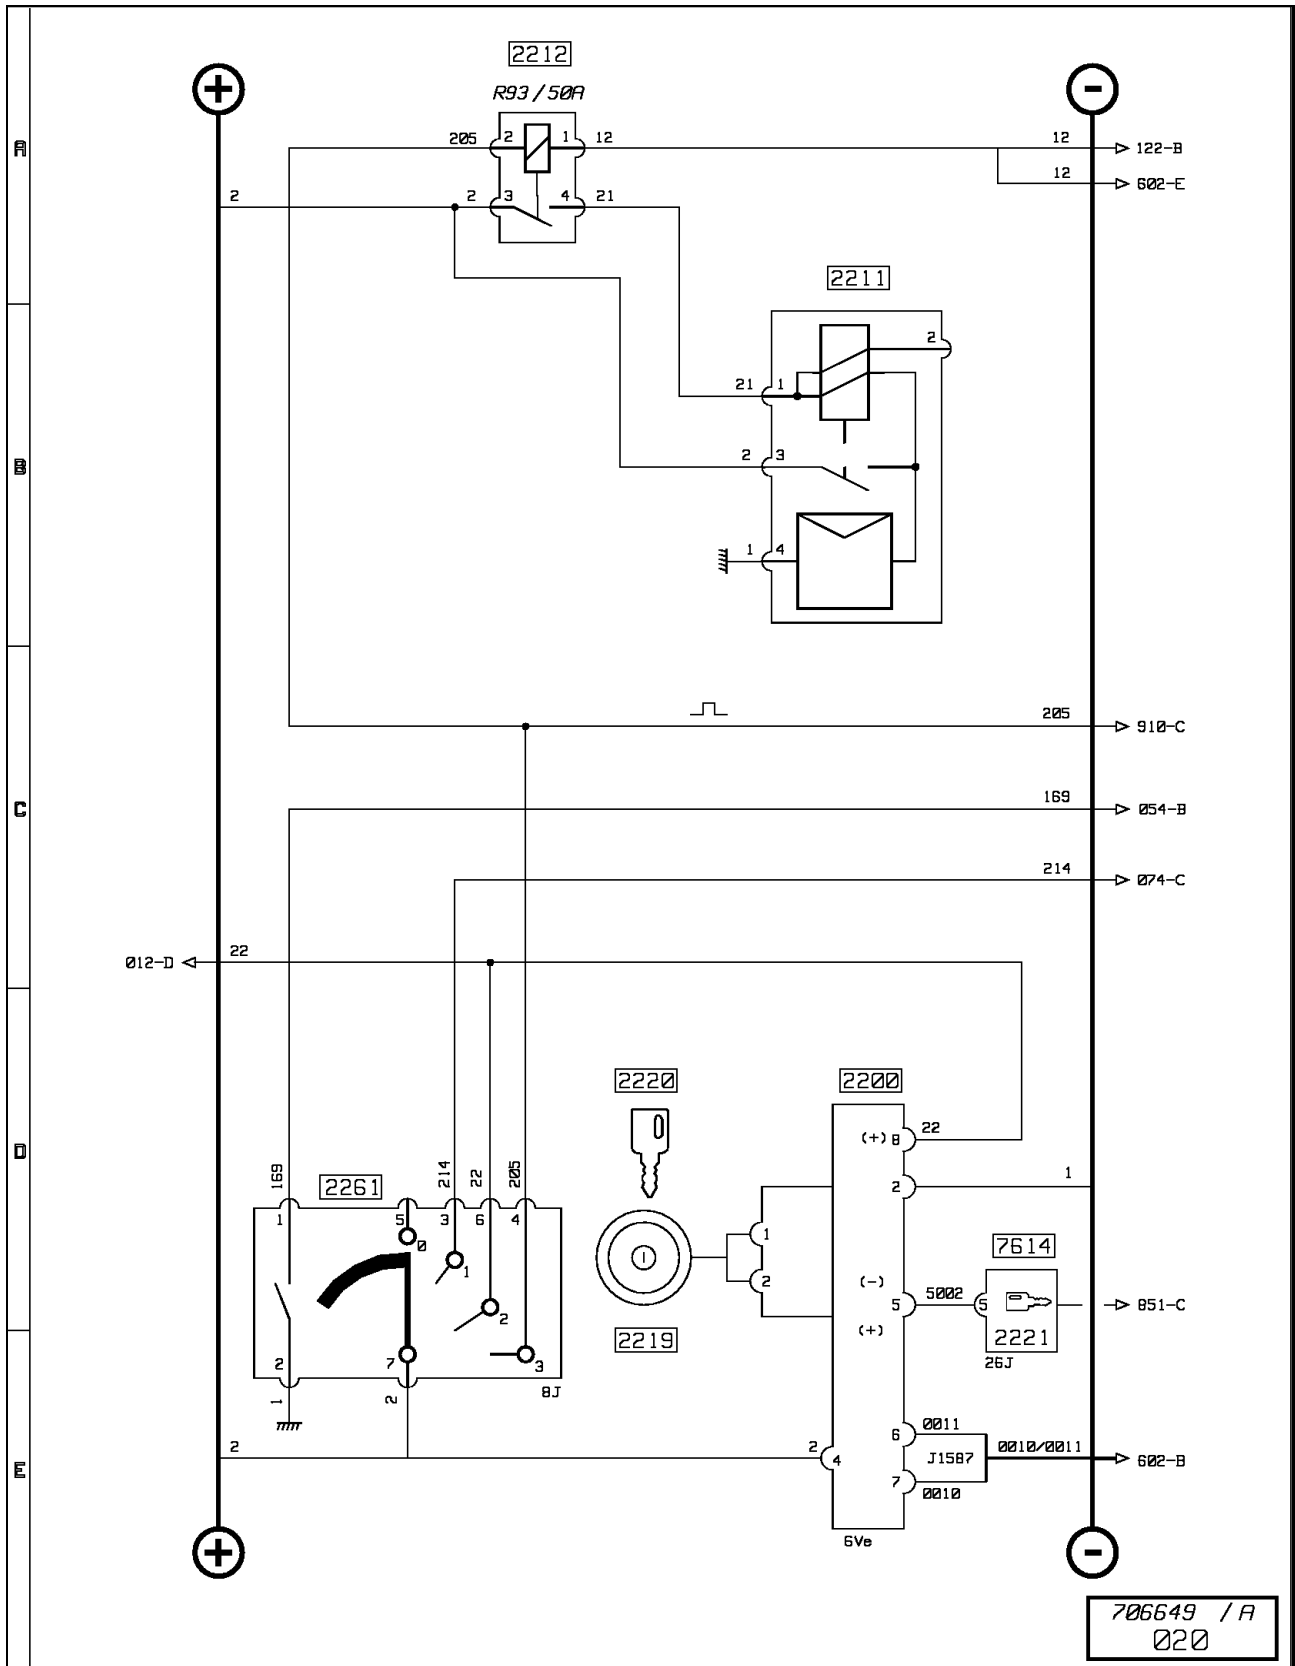 2212
R93 / 50A
A
205 2 1 12 12 122-B
12 602-E
2 2 3 4 21
2211
2
21 1
B
2 3
1 4
205 910-C
C
169 054-B
214 074-C
22
012-D
2220 2200
(+) 8 22
D
169 2261 214 22 205
2 1
1 5 3 6 4
0
1
1
7614
2
(-)
5 5002 5 851-C
2
(+)
2219
2221
26J
2 7 3
8J
1 2
0011
6
2 2 4 J1587 0010/0011 602-B
E
7
0010
6Ve
706649 / A
020